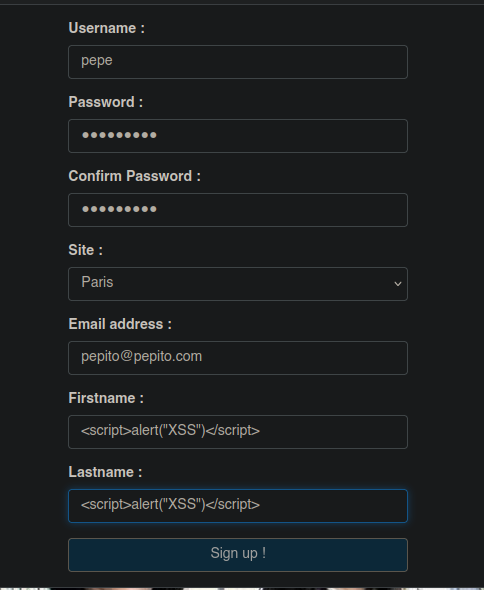 Username :
pepe
Password :
●●●●●●●●●
Confirm Password :
●●●●●●●●●
Site :
Paris
Email address :
pepito@pepito.com
Firstname :
<script>alert("XSS")</script>
Lastname :
<script>alert("XSS")</script>
Sign up !